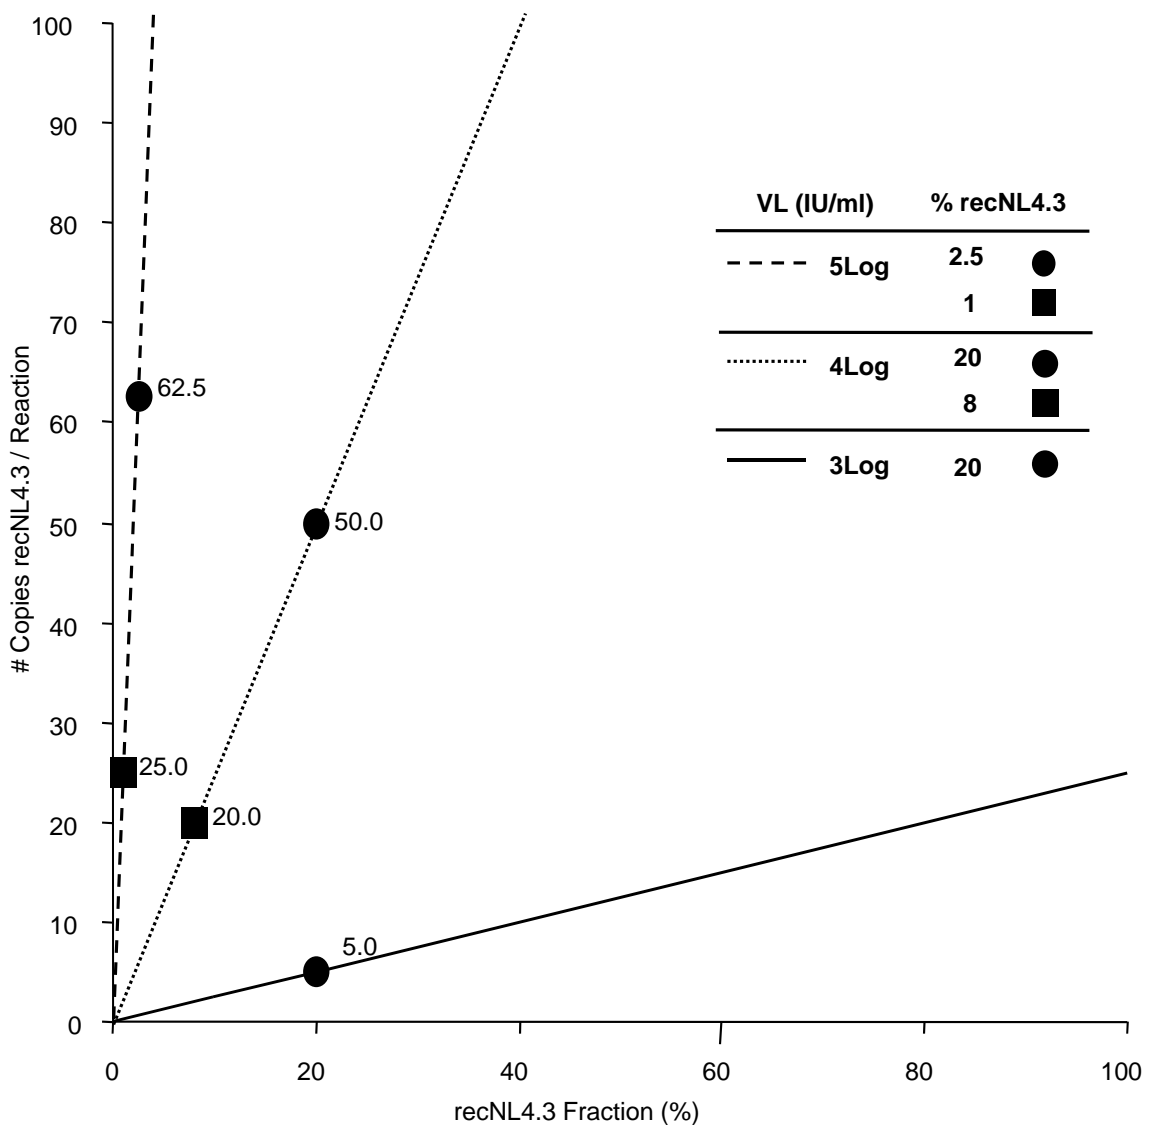 100
90
80
70
60
50
40
30
20
10
0
# Copies recNL4.3 / Reaction
62.5
50.0
25.0
20.0
5.0
VL (IU/ml) % recNL4.3
5Log 2.5
1
4Log 20
8
3Log 20
0 20 40 60 80 100
recNL4.3 Fraction (%)